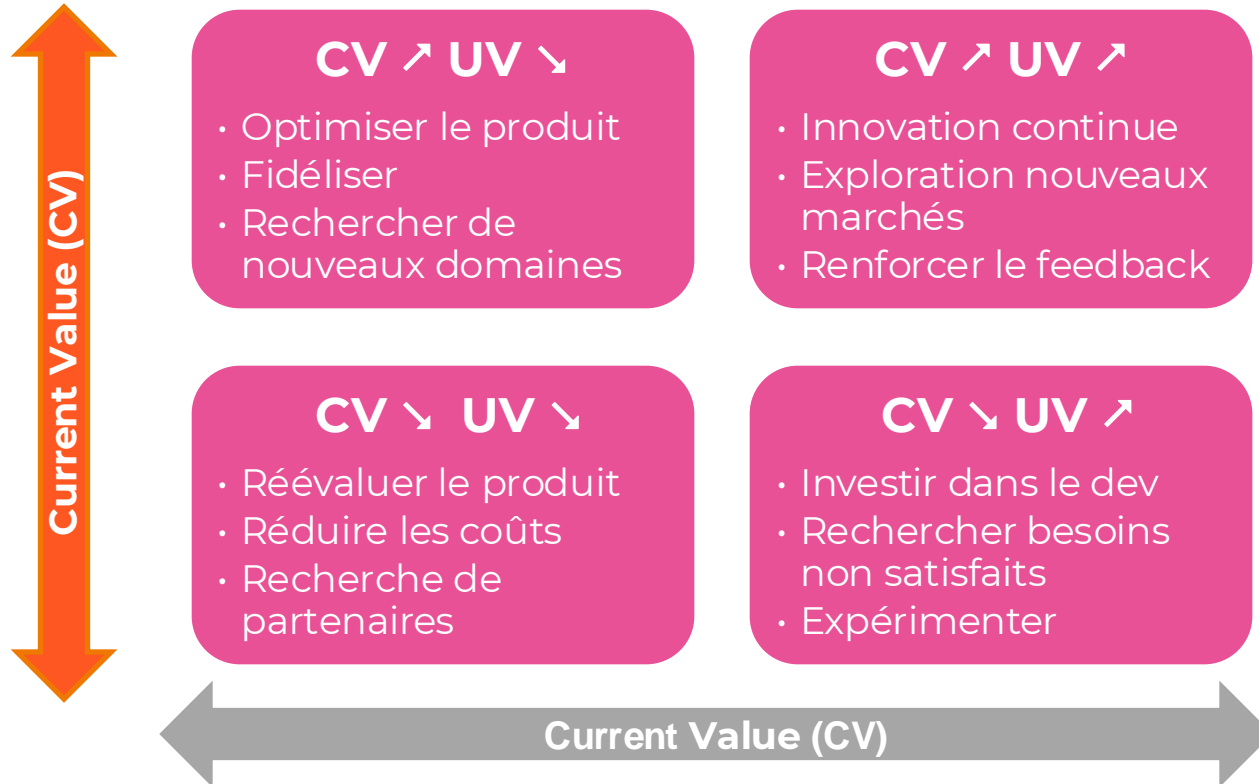 Current Value (CV)
CV ↗ UV ↘
• Optimiser le produit
• Fidéliser
• Rechercher de
nouveaux domaines
CV ↗ UV ↗
• Innovation continue
• Exploration nouveaux
marchés
• Renforcer le feedback
CV ↘ UV ↘
• Réévaluer le produit
• Réduire les coûts
• Recherche de
partenaires
CV ↘ UV ↗
• Investir dans le dev
• Rechercher besoins
non satisfaits
• Expérimenter
Current Value (CV)